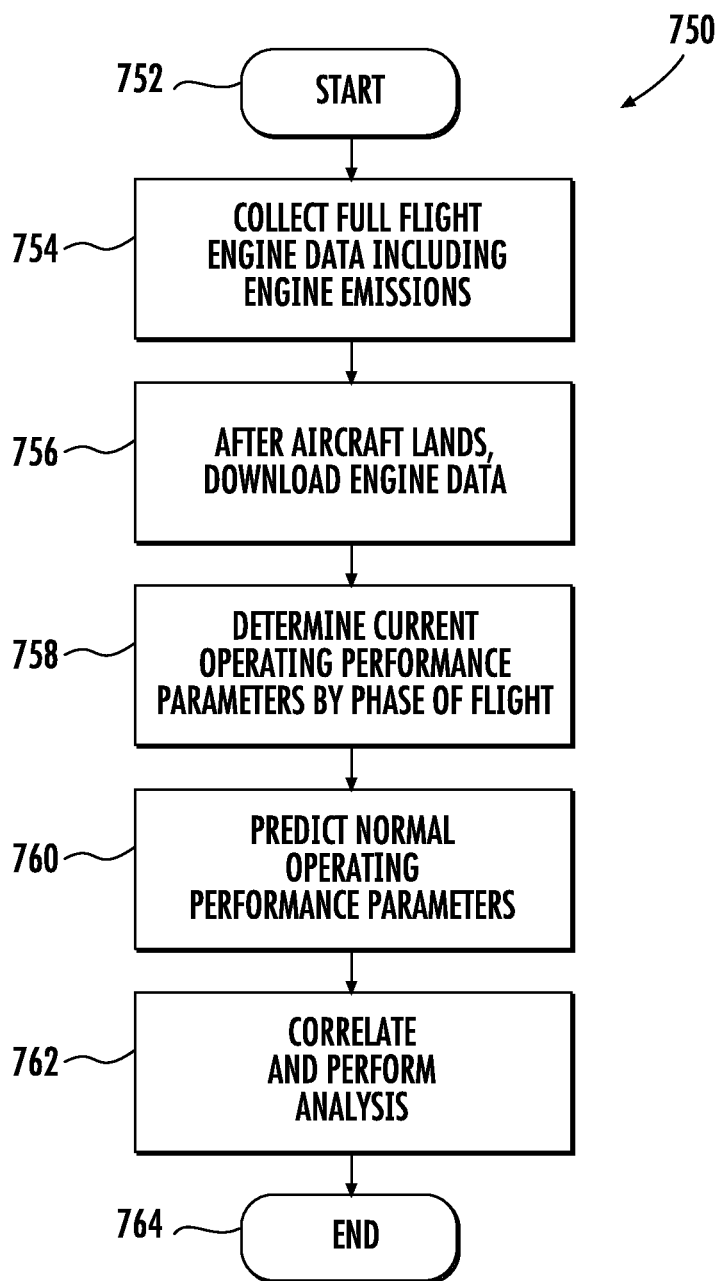 750
752
START
754
COLLECT FULL FLIGHT
ENGINE DATA INCLUDING
ENGINE EMISSIONS
756
AFTER AIRCRAFT LANDS,
DOWNLOAD ENGINE DATA
758
DETERMINE CURRENT
OPERATING PERFORMANCE
PARAMETERS BY PHASE OF FLIGHT
760
PREDICT NORMAL
OPERATING
PERFORMANCE PARAMETERS
762
CORRELATE
AND PERFORM
ANALYSIS
764
END